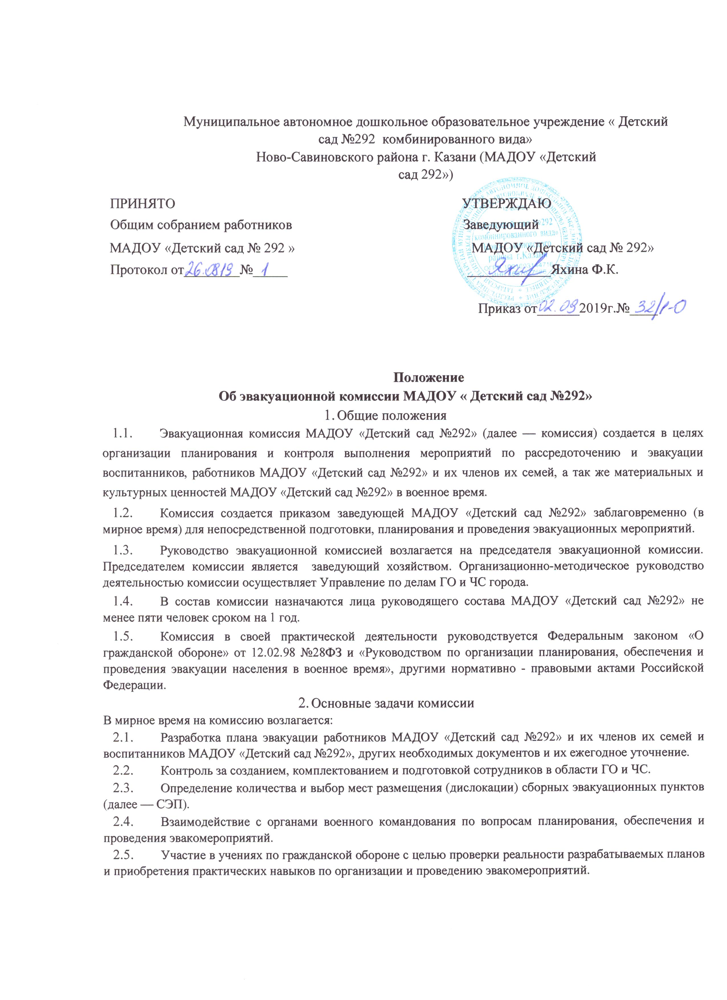 Муниципальное автономное дошкольное образовательное учреждение « Детский
сад №292 комбинированного вида»
Ново-Савиновского района г. Казани (МАДОУ «Детский
сад 292»)
ПРИНЯТО УТВЕРЖДАЮ
Общим собранием работников Заведующий
МАДОУ «Детский сад № 292 » МАДОУ «Детский сад № 292»
Протокол от 26.0819 № 1 Яхина Ф.К.
Приказ от 02.09 2019г.№ 32/1-О
комбинированного вида»
района г.Казани
Положение
Об эвакуационной комиссии МАДОУ « Детский сад №292»
1. Общие положения
1.1. Эвакуационная комиссия МАДОУ «Детский сад №292» (далее — комиссия) создается в целях
организации планирования и контроля выполнения мероприятий по рассредоточению и эвакуации
воспитанников, работников МАДОУ «Детский сад №292» и их членов их семей, а так же материальных и
культурных ценностей МАДОУ «Детский сад №292» в военное время.
1.2. Комиссия создается приказом заведующей МАДОУ «Детский сад №292» заблаговременно (в
мирное время) для непосредственной подготовки, планирования и проведения эвакуационных мероприятий.
1.3. Руководство эвакуационной комиссией возлагается на председателя эвакуационной комиссии.
Председателем комиссии является заведующий хозяйством. Организационно-методическое руководство
деятельностью комиссии осуществляет Управление по делам ГО и ЧС города.
1.4. В состав комиссии назначаются лица руководящего состава МАДОУ «Детский сад №292» не
менее пяти человек сроком на 1 год.
1.5. Комиссия в своей практической деятельности руководствуется Федеральным законом «О
гражданской обороне» от 12.02.98 №28ФЗ и «Руководством по организации планирования, обеспечения и
проведения эвакуации населения в военное время», другими нормативно - правовыми актами Российской
Федерации.
2. Основные задачи комиссии
В мирное время на комиссию возлагается:
2.1. Разработка плана эвакуации работников МАДОУ «Детский сад №292» и их членов их семей и
воспитанников МАДОУ «Детский сад №292», других необходимых документов и их ежегодное уточнение.
2.2. Контроль за созданием, комплектованием и подготовкой сотрудников в области ГО и ЧС.
2.3. Определение количества и выбор мест размещения (дислокации) сборных эвакуационных пунктов
(далее — СЭП).
2.4. Взаимодействие с органами военного командования по вопросам планирования, обеспечения и
проведения эвакомероприятий.
2.5. Участие в учениях по гражданской обороне с целью проверки реальности разрабатываемых планов
и приобретения практических навыков по организации и проведению эвакомероприятий.